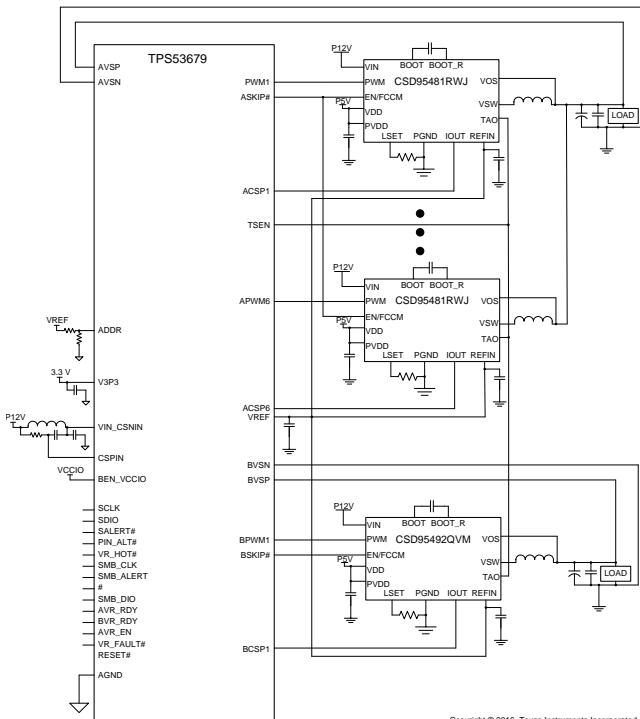 TPS53679
AVSP
AVSN
PWM1
ASKIP#
ACSP1
TSEN
APWM6
ADDR
VREF
V3P3
3.3 V
ACSP6
VREF
P12V
VIN_CSNIN
CSPIN
VCCIO
BEN_VCCIO
BVSN
BVSP
SCLK
SDIO
SALERT#
PIN_ALT#
VR_HOT#
SMB_CLK
SMB_ALERT
#
SMB_DIO
AVR_RDY
BVR_RDY
AVR_EN
VR_FAULT#
RESET#
AGND
BPWM1
BSKIP#
BCSP1
P12V
VIN
BOOT BOOT_R
PWM
CSD95481RWJ
VOS
EN/FCCM
P5V
VDD
VSW
PVDD
TAO
LSET PGND IOUT REFIN
LOAD
P12V
VIN
BOOT BOOT_R
PWM
CSD95481RWJ
VOS
EN/FCCM
P5V
VDD
VSW
PVDD
TAO
LSET PGND IOUT REFIN
P12V
VIN
BOOT BOOT_R
PWM
CSD95492QVM
VOS
EN/FCCM
P5V
VDD
VSW
PVDD
TAO
LSET PGND IOUT REFIN
LOAD
Copyright © 2016, Texas Instruments Incorporated